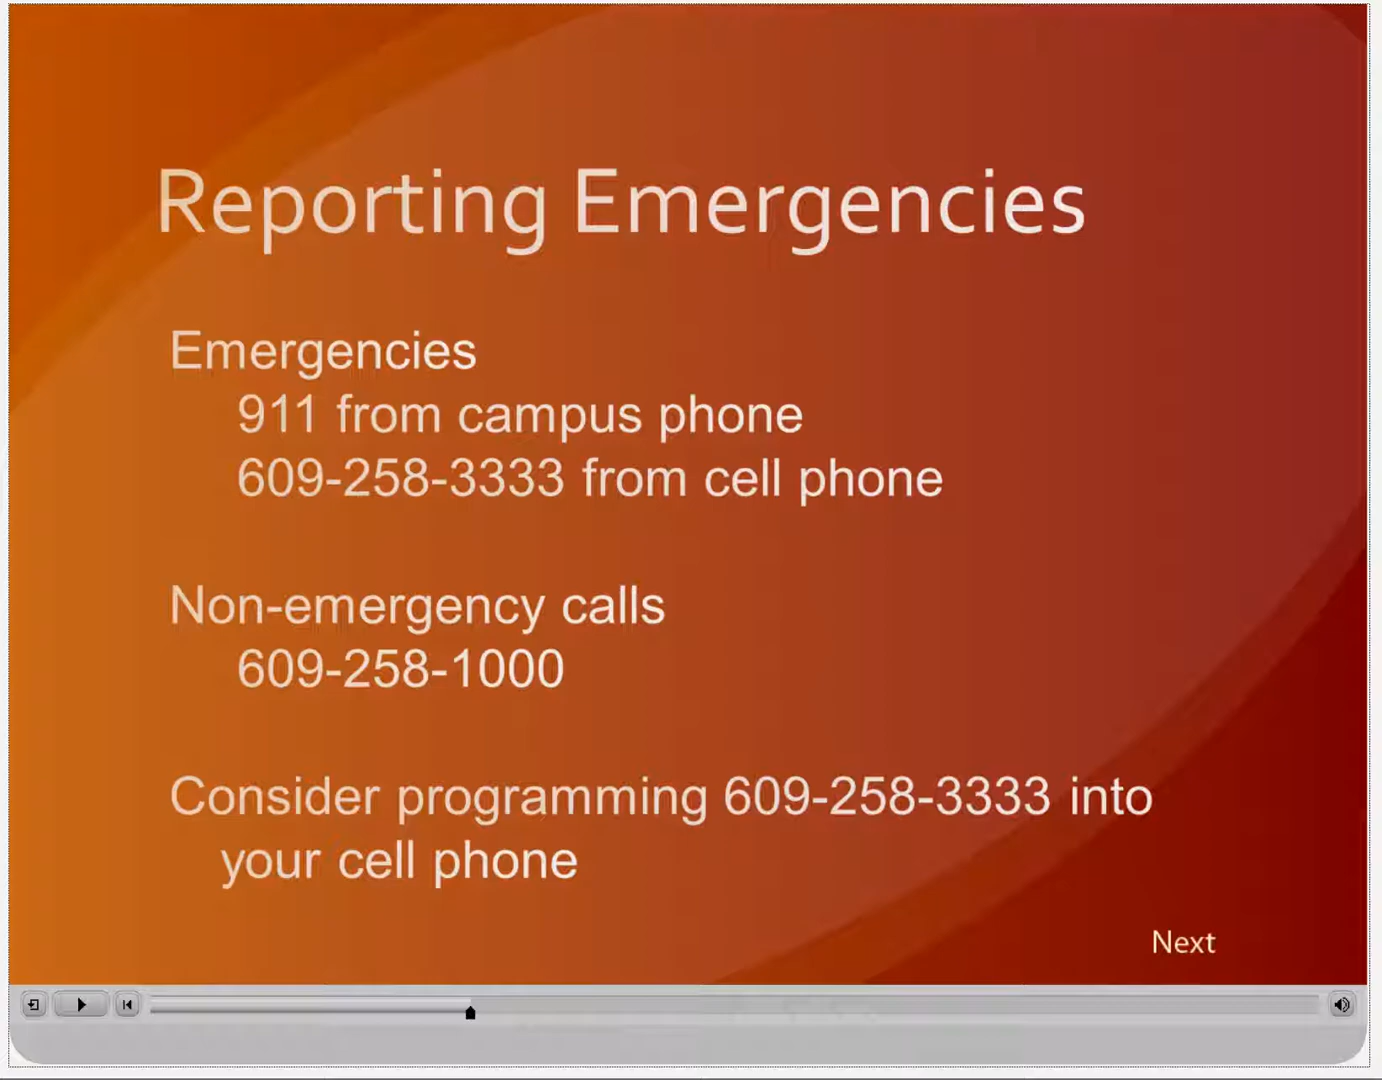 Reporting Emergencies
Emergencies
911 from campus phone
609-258-3333 from cell phone
Non-emergency calls
609-258-1000
Consider programming 609-258-3333 into
your cell phone
Next